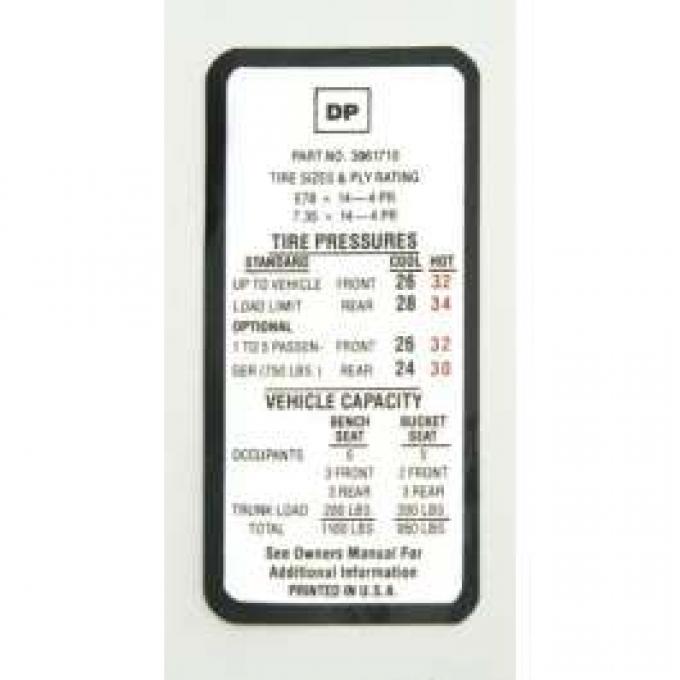 DP
PART NO. 3961710
TIRE SIZES & PLY RATING
E78 × 14—4 PR
7.35 × 14—4 PR
TIRE PRESSURES
STANDARD COOL HOT
UP TO VEHICLE FRONT 26 32
LOAD LIMIT REAR 28 34
OPTIONAL
1 TO 5 PASSEN- FRONT 26 32
GER (750 LBS.) REAR 24 30
VEHICLE CAPACITY
BENCH BUCKET
SEAT SEAT
OCCUPANTS 6 5
3 FRONT 2 FRONT
3 REAR 3 REAR
TRUNK LOAD 200 LBS. 200 LBS.
TOTAL 1100 LBS 950 LBS
See Owners Manual For
Additional Information
PRINTED IN U.S.A.